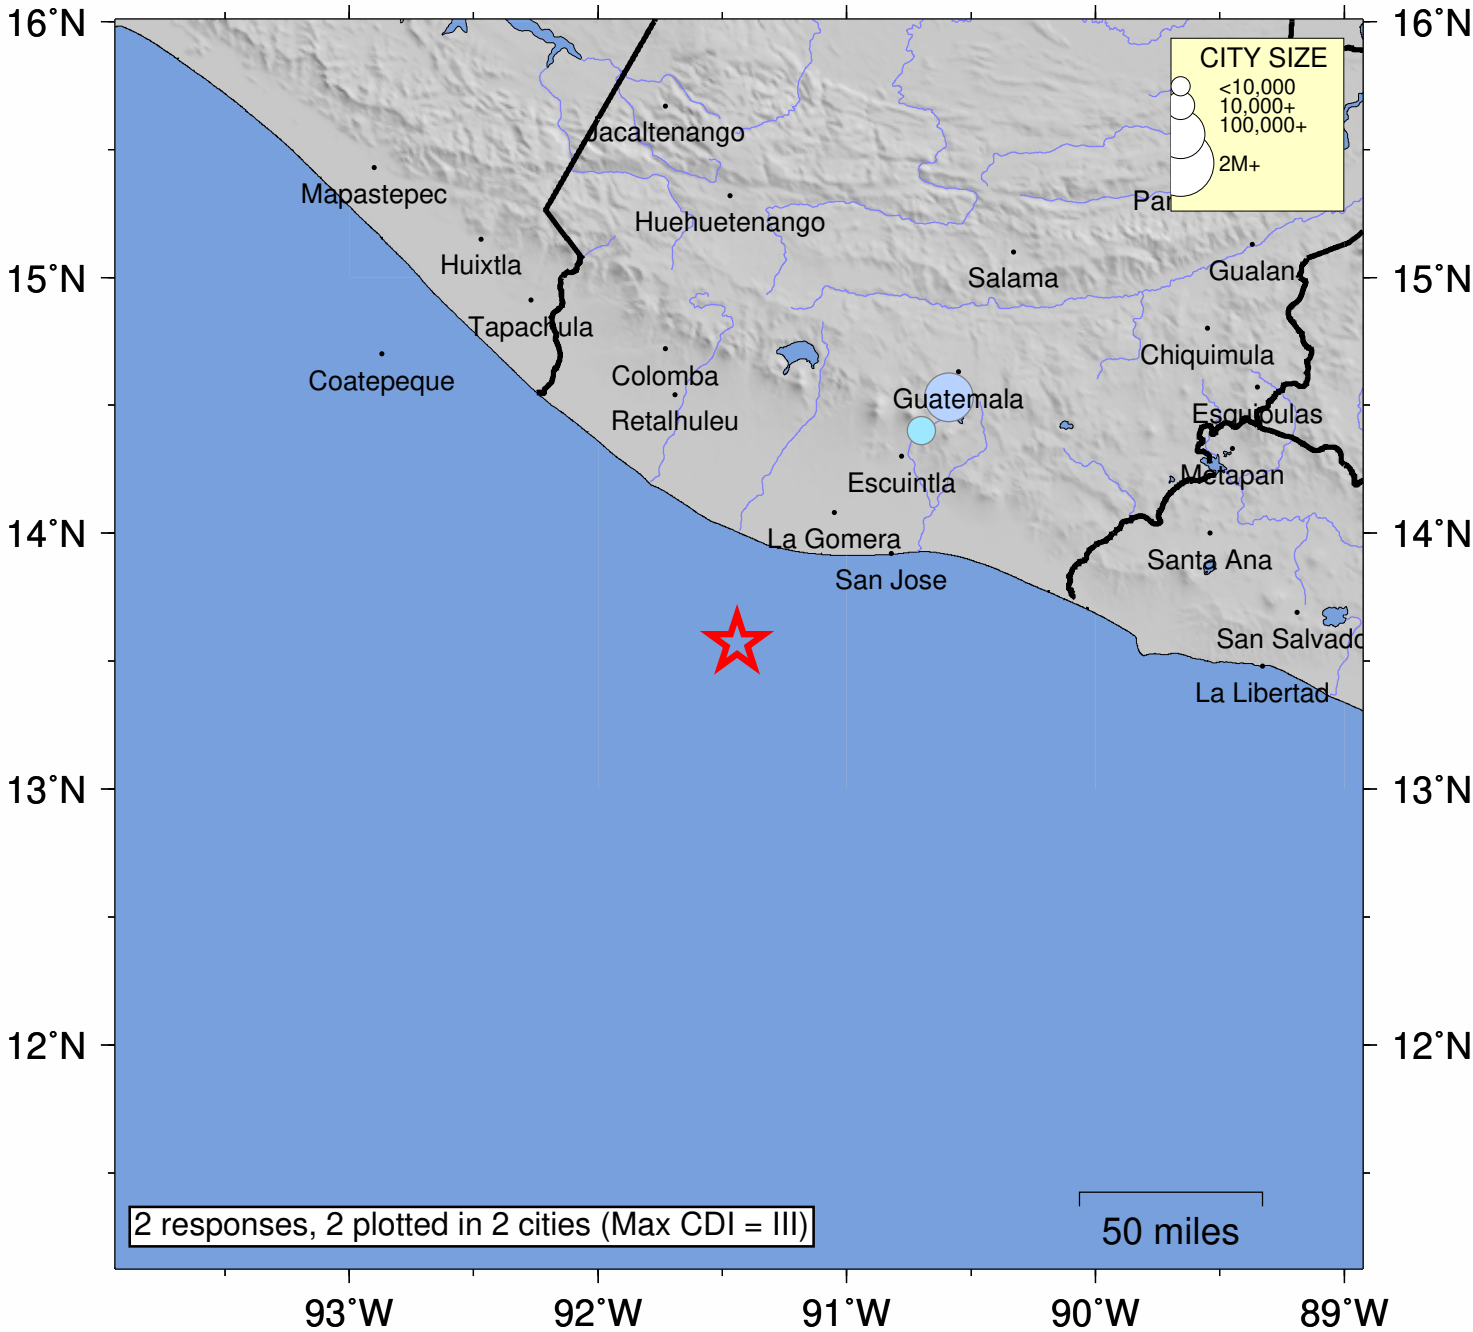 16°N
16°N
CITY SIZE
<10,000
10,000+
100,000+
2M+
Jacaltenango
Mapastepec
Par
Huehuetenango
Huixtla
Salama
Gualan
15°N
15°N
Tapachula
Chiquimula
Coatepeque
Colomba
Guatemala
Retalhuleu
Esquipulas
Escuintla
Metapan
14°N
14°N
La Gomera
Santa Ana
San Jose
San Salvado
La Libertad
13°N
13°N
12°N
12°N
2 responses, 2 plotted in 2 cities (Max CDI = III)
50 miles
93°W
92°W
91°W
90°W
89°W